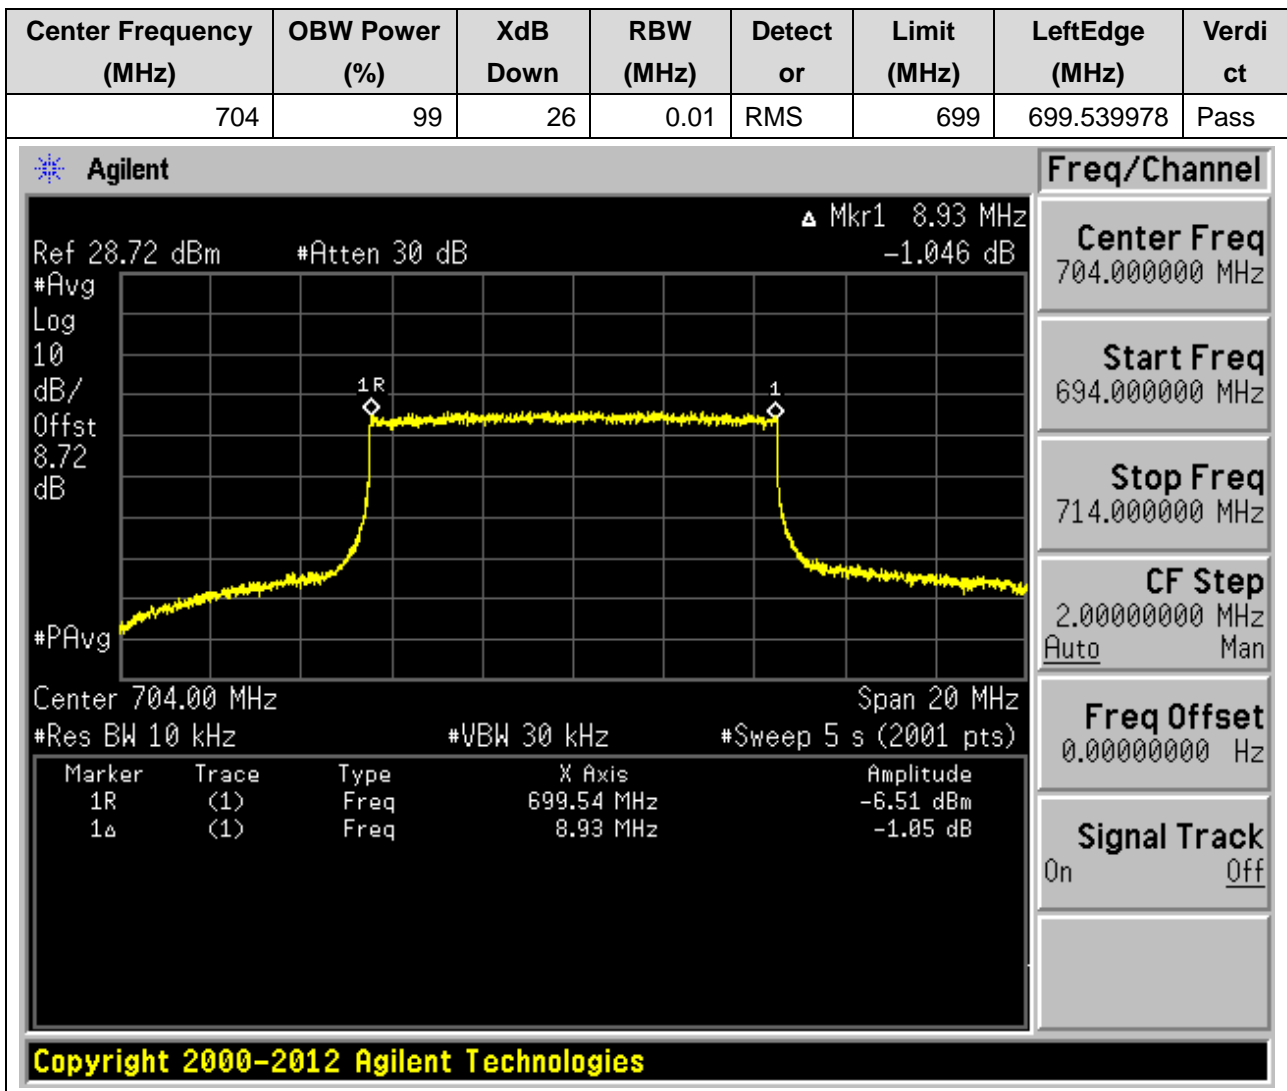 Center Frequency (MHz) OBW Power (%) XdB Down RBW (MHz) Detect or Limit (MHz) LeftEdge (MHz) Verdi ct
704 99 26 0.01 RMS 699 699.539978 Pass
Agilent
Freq/Channel
Δ Mkr1 8.93 MHz
Ref 28.72 dBm #Atten 30 dB -1.046 dB
#Avg
Log
10
dB/
Offst
8.72
dB
#PAvg
1R
1
Center 704.00 MHz Span 20 MHz
#Res BW 10 kHz #VBW 30 kHz #Sweep 5 s (2001 pts)
Marker Trace Type X Axis Amplitude
1R (1) Freq 699.54 MHz -6.51 dBm
1Δ (1) Freq 8.93 MHz -1.05 dB
Center Freq
704.000000 MHz
Start Freq
694.000000 MHz
Stop Freq
714.000000 MHz
CF Step
2.00000000 MHz
Auto Man
Freq Offset
0.00000000 Hz
Signal Track
On Off
Copyright 2000-2012 Agilent Technologies